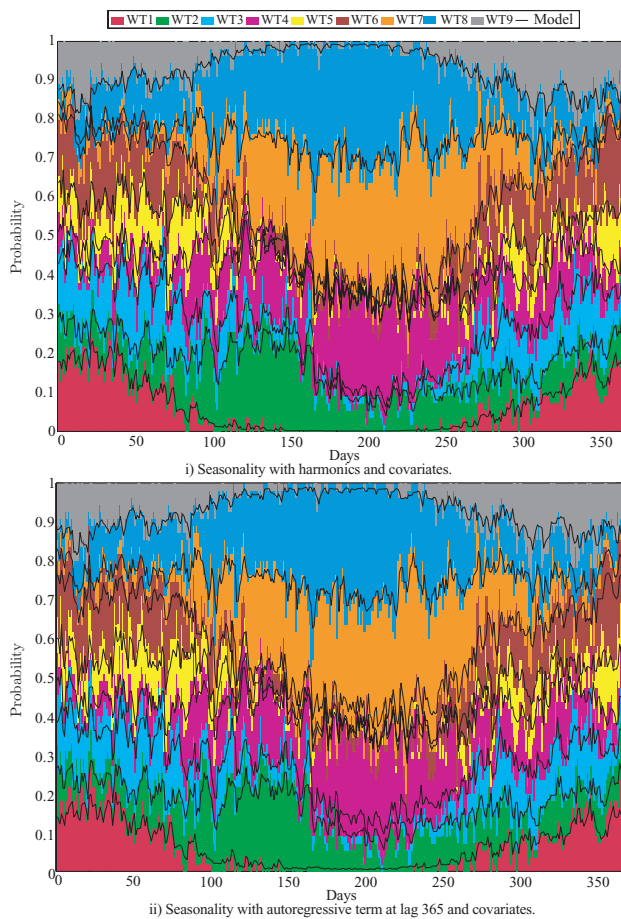 WT1 WT2 WT3 WT4 WT5 WT6 WT7 WT8 WT9 — Model
1
0.9
0.8
0.7
0.6
0.5
0.4
0.3
0.2
0.1
0
Probability
0 50 100 150 200 250 300 350
Days
i) Seasonality with harmonics and covariates.
1
0.9
0.8
0.7
0.6
0.5
0.4
0.3
0.2
0.1
0
Probability
0 50 100 150 200 250 300 350
Days
ii) Seasonality with autoregressive term at lag 365 and covariates.